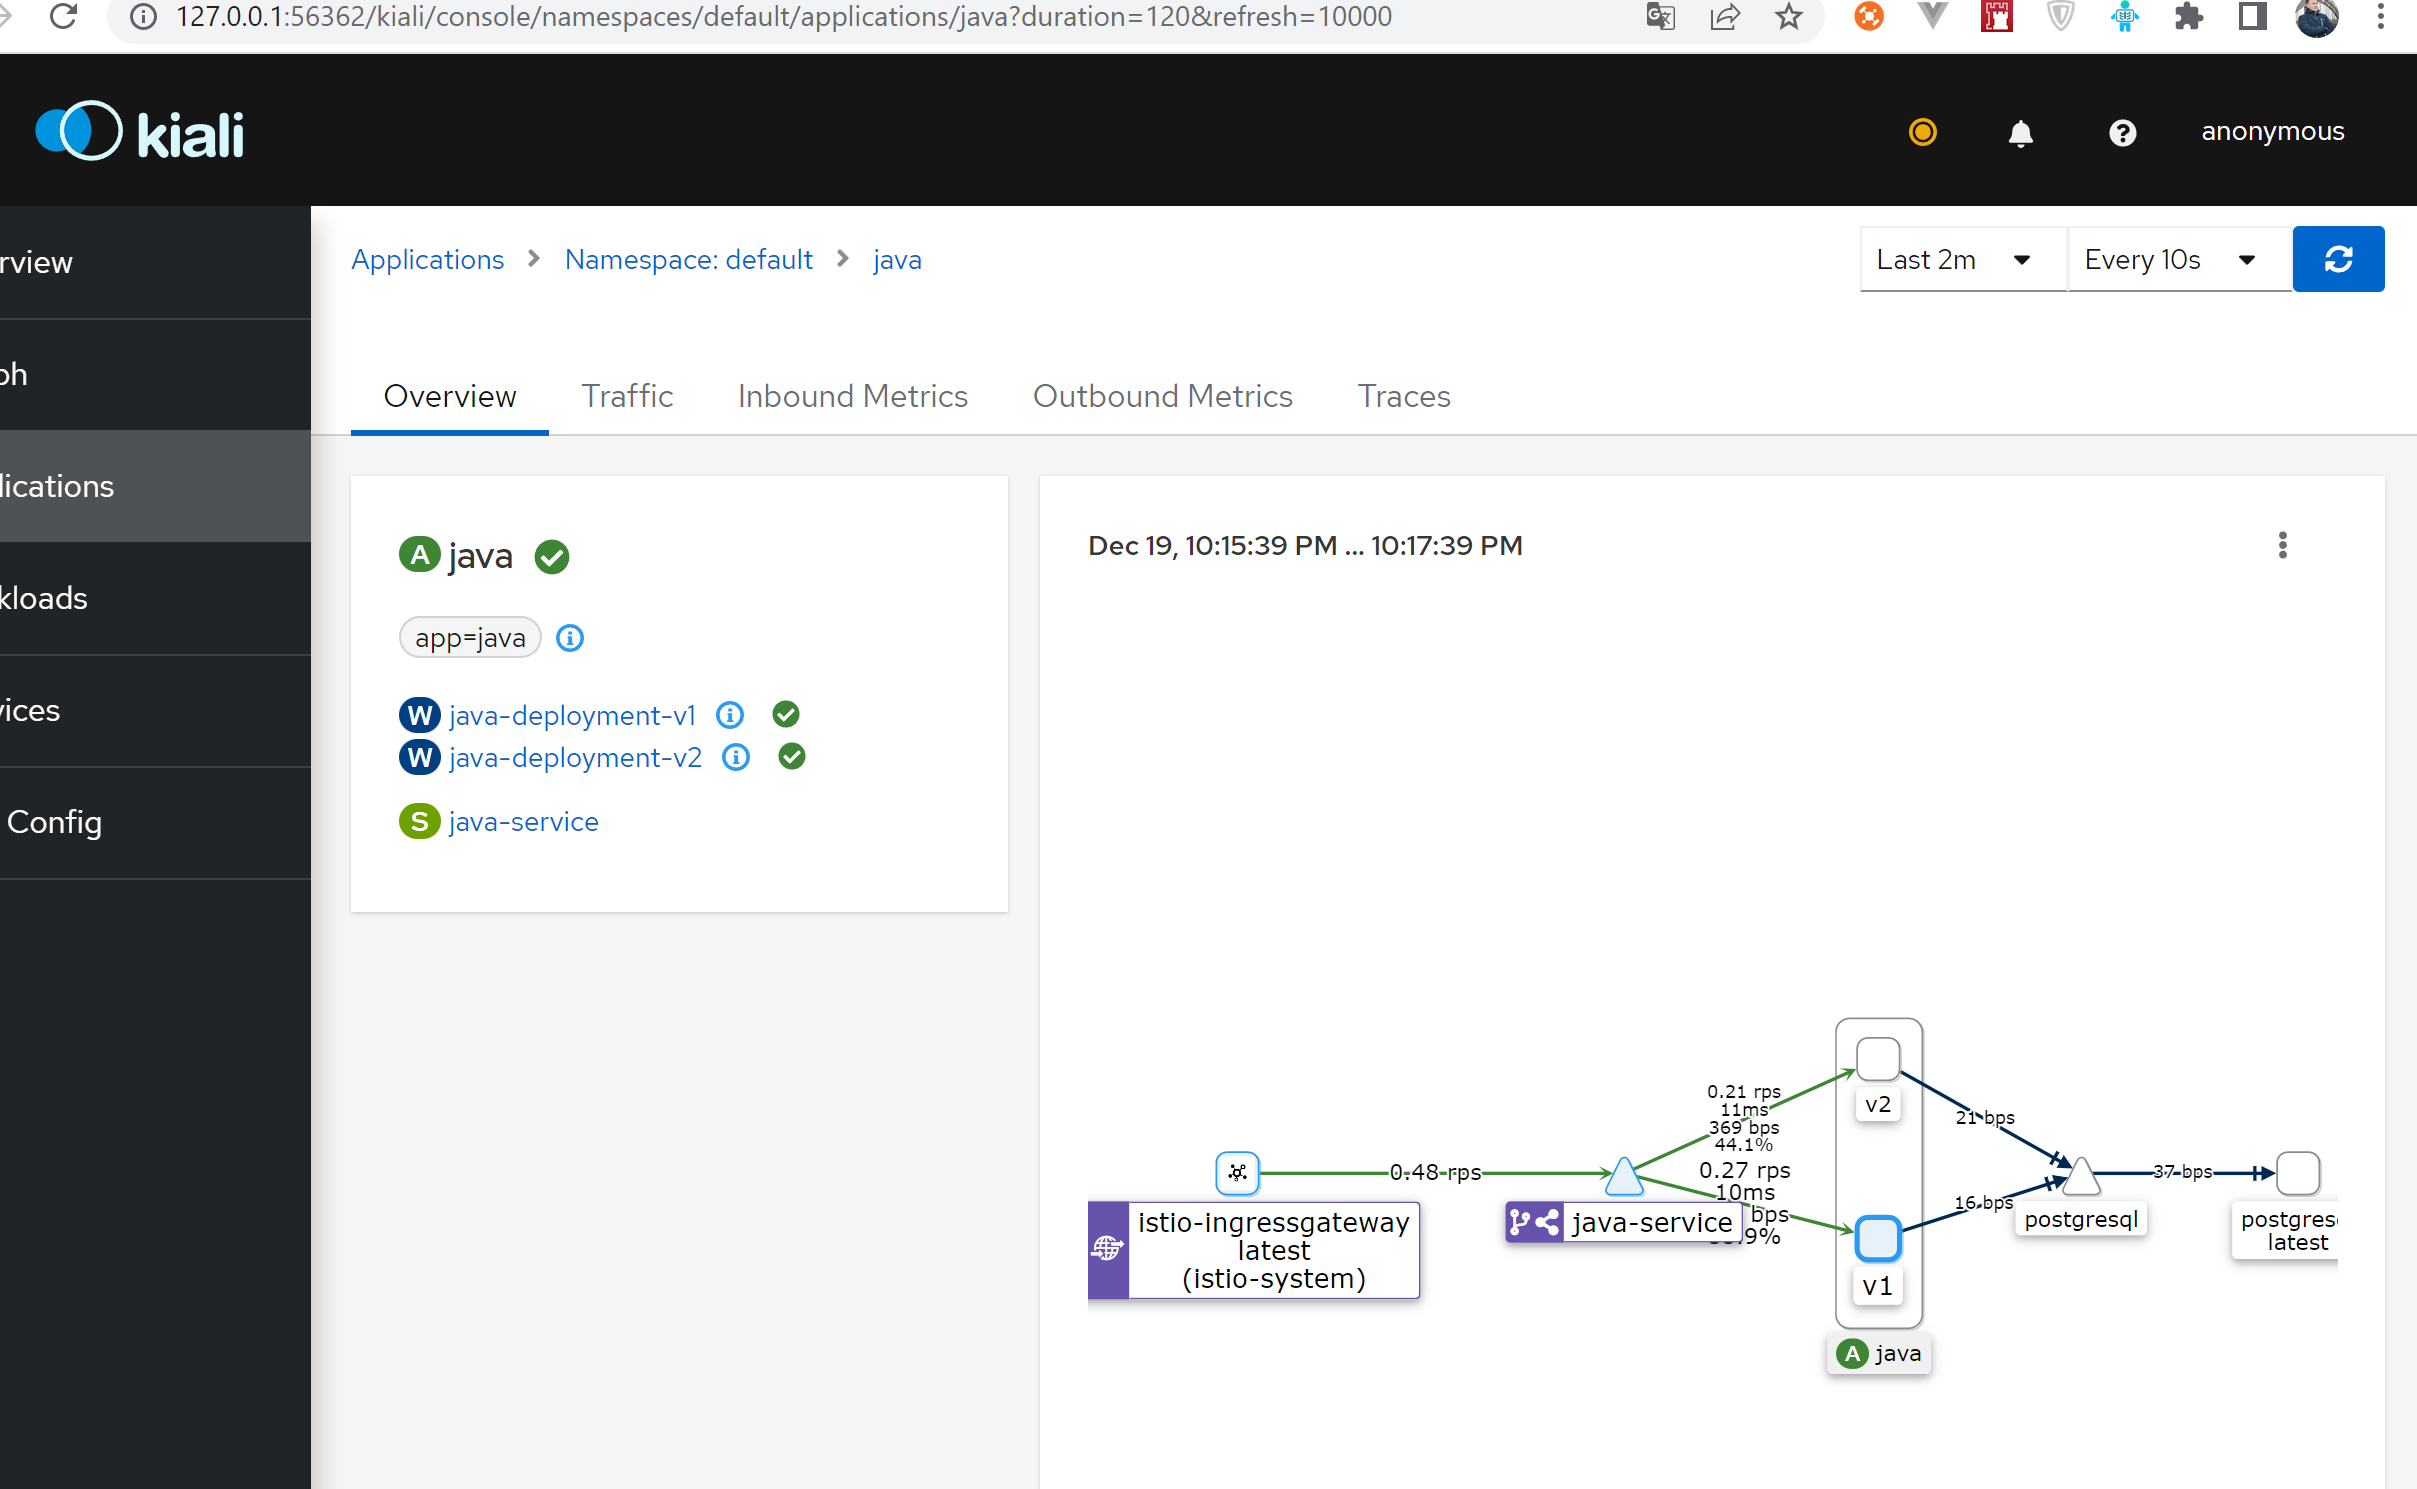 127.0.0.1:56362/kiali/console/namespaces/default/applications/java?duration=120&refresh=10000
kiali
anonymous
rview
ph
lications
kloads
vices
Config
Applications > Namespace: default > java
Last 2m
Every 10s
Overview
Traffic
Inbound Metrics
Outbound Metrics
Traces
A java
app=java
W java-deployment-v1
W java-deployment-v2
S java-service
Dec 19, 10:15:39 PM ... 10:17:39 PM
0.48 rps
istio-ingressgateway
latest
(istio-system)
java-service
0.21 rps
11ms
369 bps
44.1%
0.27 rps
10ms
bps
.9%
v2
v1
A java
21 bps
16 bps
postgresql
37 bps
postgres
latest